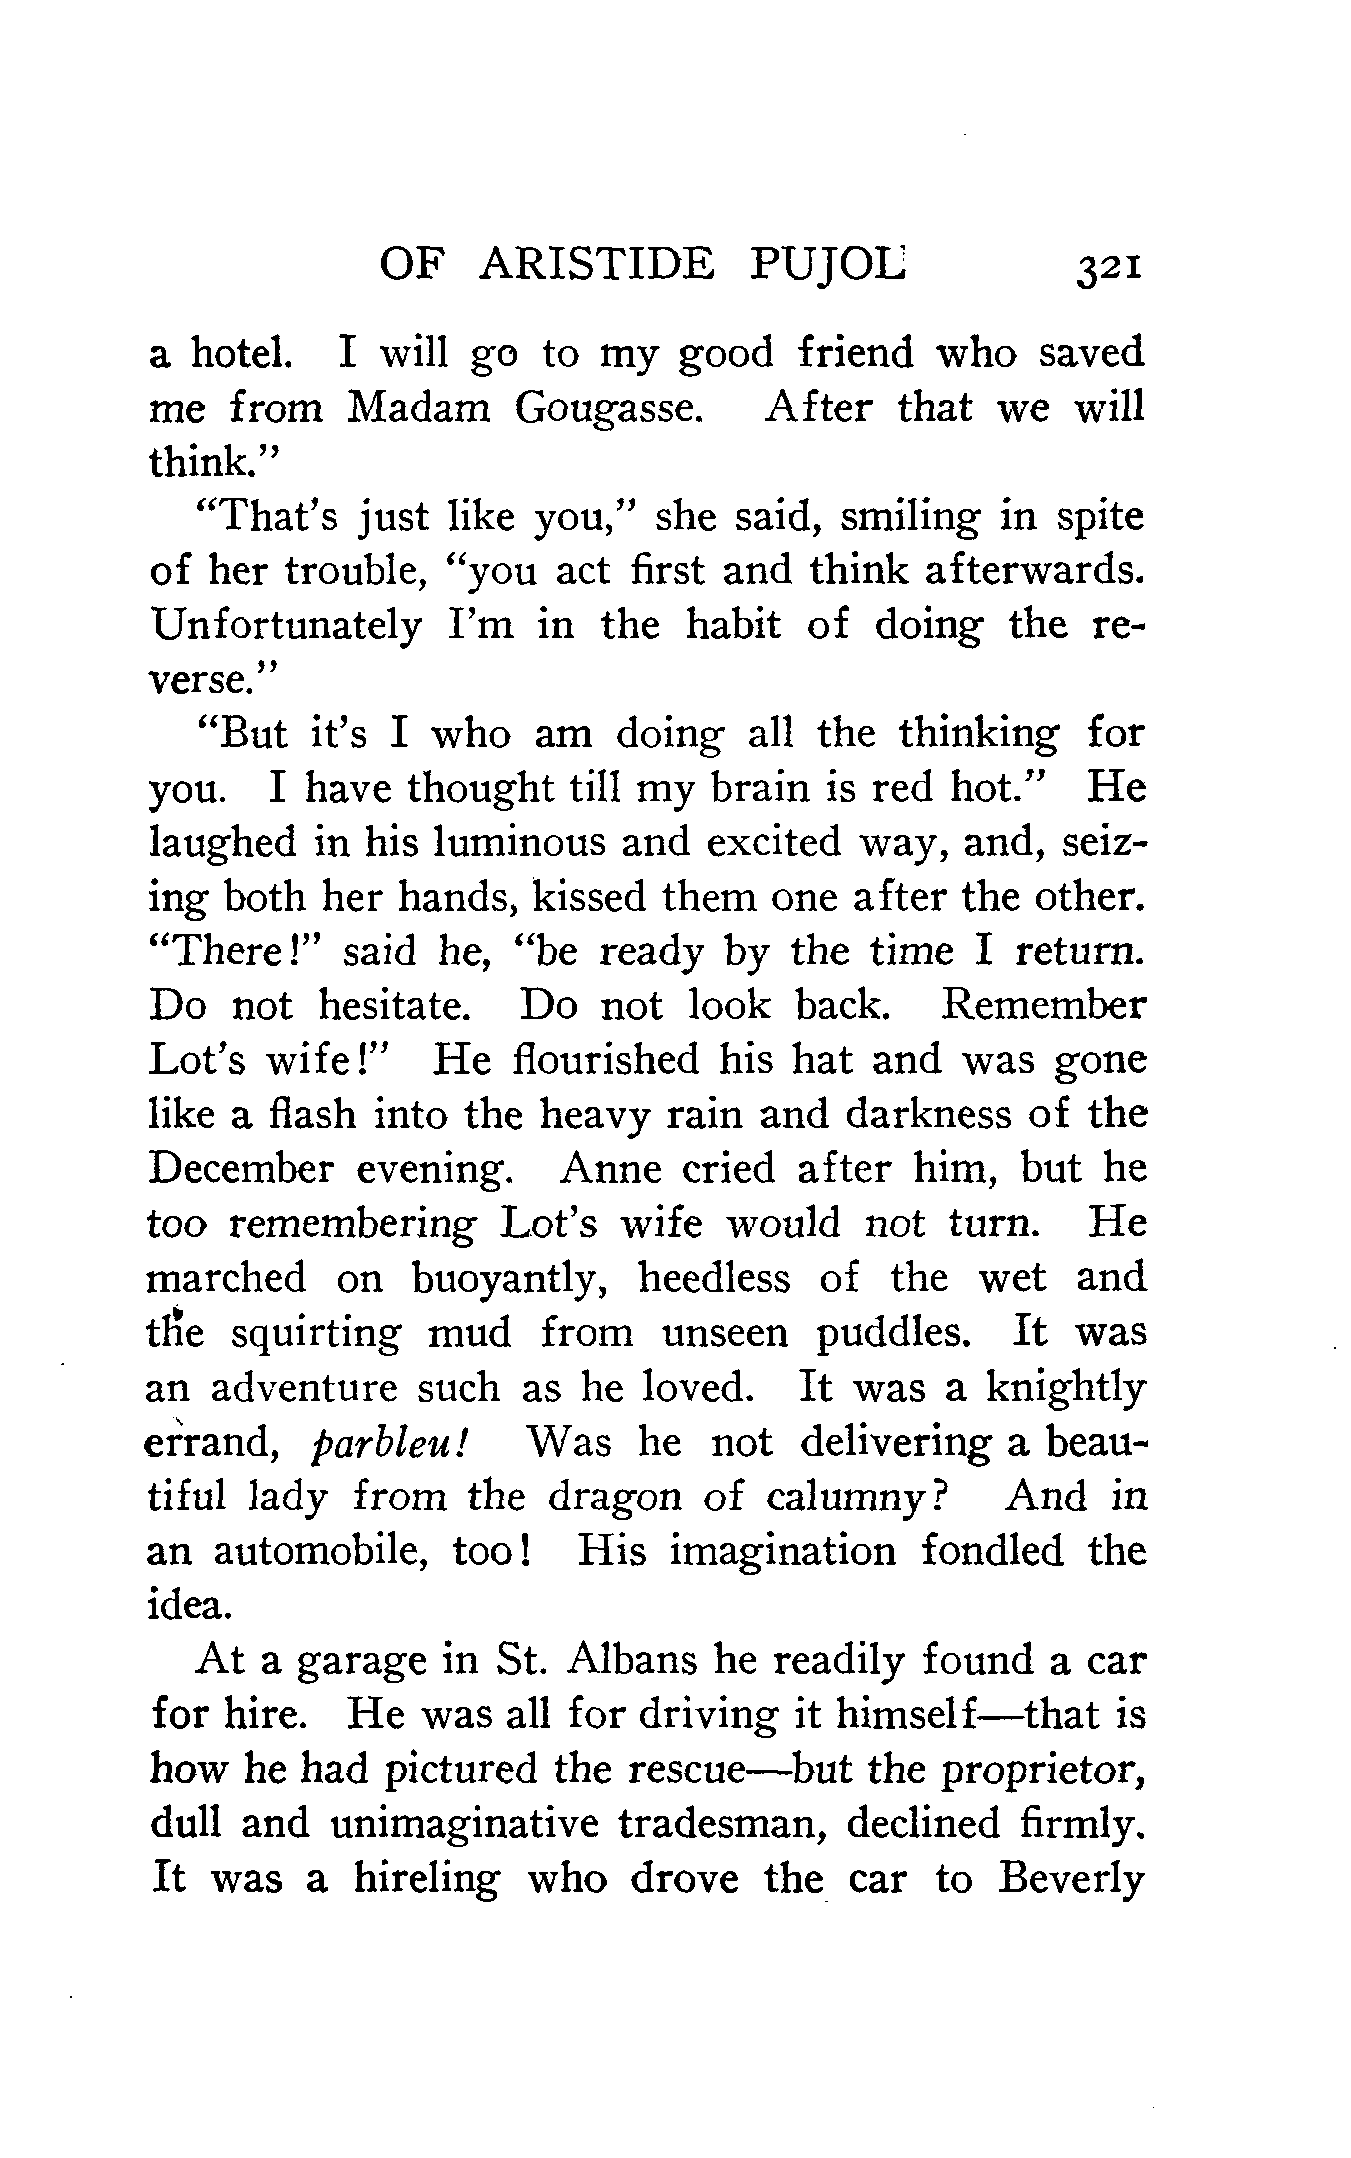 OF ARISTIDE PUJOL 321
a hotel. I will go to my good friend who saved
me from Madam Gougasse. After that we will
think."
"That's just like you," she said, smiling in spite
of her trouble, "you act first and think afterwards.
Unfortunately I'm in the habit of doing the re-
verse."
"But it's I who am doing all the thinking for
you. I have thought till my brain is red hot." He
laughed in his luminous and excited way, and, seiz-
ing both her hands, kissed them one after the other.
"There!" said he, "be ready by the time I return.
Do not hesitate. Do not look back. Remember
Lot's wife!" He flourished his hat and was gone
like a flash into the heavy rain and darkness of the
December evening. Anne cried after him, but he
too remembering Lot's wife would not turn. He
marched on buoyantly, heedless of the wet and
the squirting mud from unseen puddles. It was
an adventure such as he loved. It was a knightly
errand, parbleu! Was he not delivering a beau-
tiful lady from the dragon of calumny? And in
an automobile, too! His imagination fondled the
idea.
At a garage in St. Albans he readily found a car
for hire. He was all for driving it himself—that is
how he had pictured the rescue—but the proprietor,
dull and unimaginative tradesman, declined firmly.
It was a hireling who drove the car to Beverly